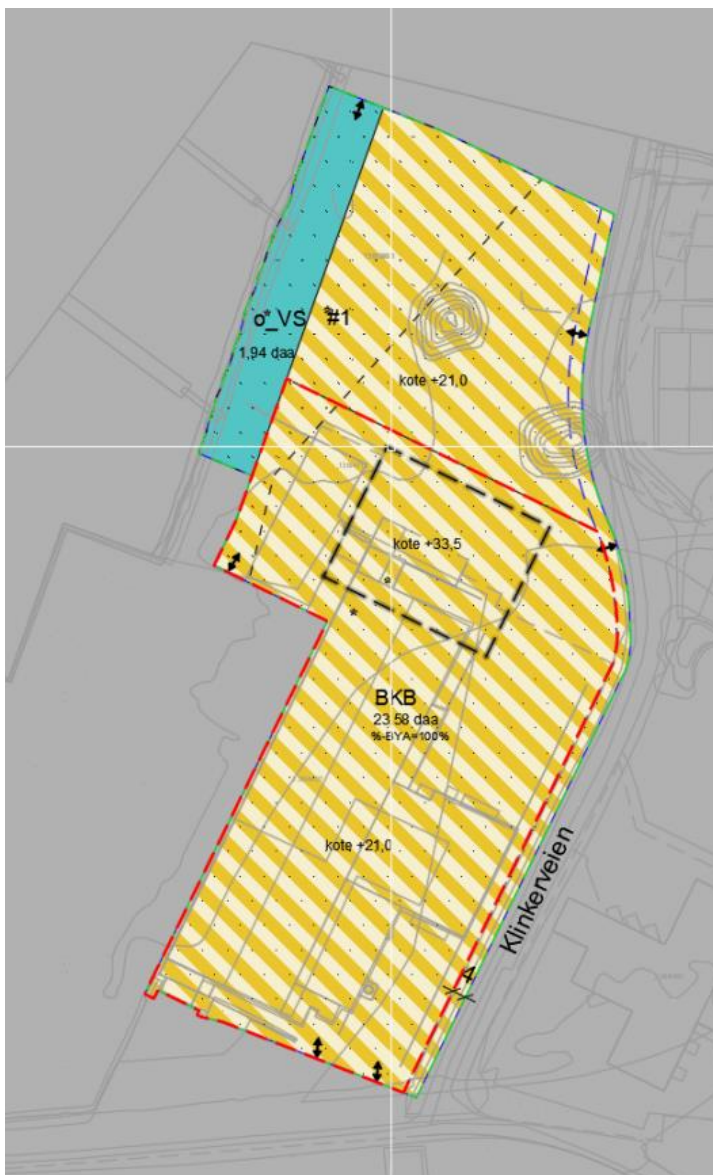 o_VS #1
1,94 daa
kote +21,0
kote +33,5
BKB
23,58 daa
%-BYA=100%
kote +21,0
Klinkerveien
4